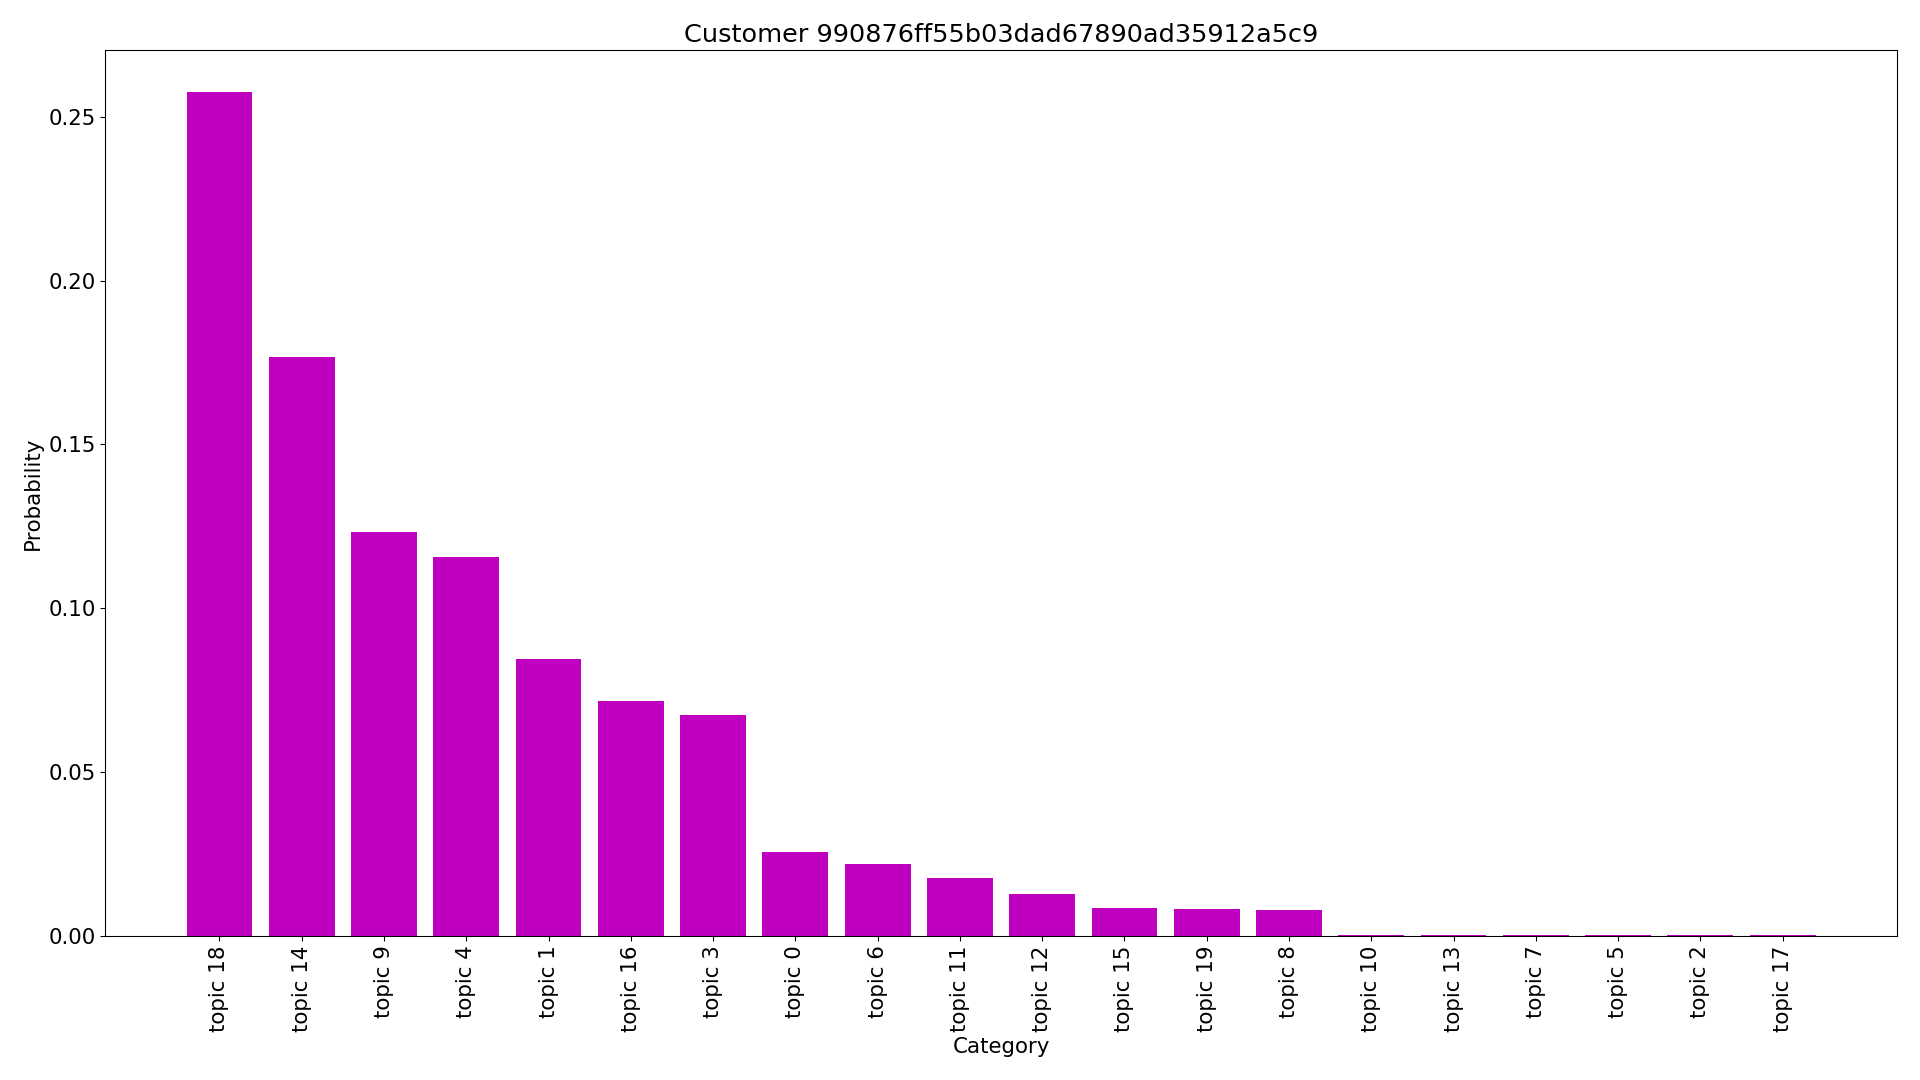 Customer 990876ff55b03dad67890ad35912a5c9
Probability
0.25
0.20
0.15
0.10
0.05
0.00
topic 18
topic 14
topic 9
topic 4
topic 1
topic 16
topic 3
topic 0
topic 6
topic 11
topic 12
topic 15
topic 19
topic 8
topic 10
topic 13
topic 7
topic 5
topic 2
topic 17
Category